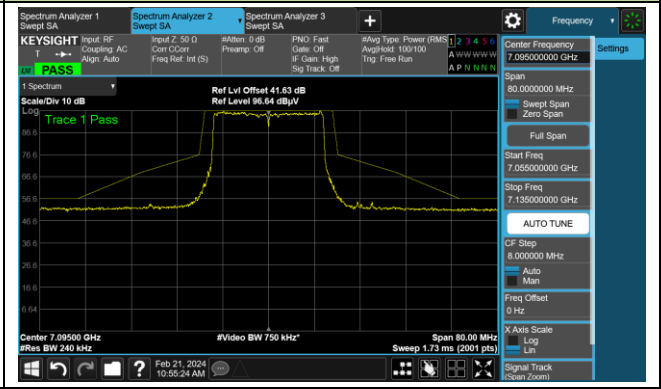 Spectrum Analyzer 1
Swept SA
Spectrum Analyzer 2
Swept SA
Spectrum Analyzer 3
Swept SA
Frequency
KEYSIGHT
Input: RF
Coupling: AC
Align: Auto
Input Z: 50 Ω
Corr CCorr
Freq Ref: Int (S)
#Atten: 0 dB
Preamp: Off
PNO: Fast
Gate: Off
IF Gain: High
Sig Track: Off
#Avg Type: Power (RMS
Avg|Hold: 100/100
Trig: Free Run
1 2 3 4 5 6
A W W W W W
A P N N N N
PASS
1 Spectrum
Scale/Div 10 dB
Ref Lvl Offset 41.63 dB
Ref Level 96.64 dBµV
Log
Trace 1 Pass
86.6
76.6
66.6
56.6
46.6
36.6
26.6
16.6
6.64
Center 7.09500 GHz
#Res BW 240 kHz
#Video BW 750 kHz*
Span 80.00 MHz
Sweep 1.73 ms (2001 pts)
Center Frequency
7.095000000 GHz
Settings
Span
80.0000000 MHz
Swept Span
Zero Span
Full Span
Start Freq
7.055000000 GHz
Stop Freq
7.135000000 GHz
AUTO TUNE
CF Step
8.000000 MHz
Auto
Man
Freq Offset
0 Hz
X Axis Scale
Log
Lin
Signal Track
(Span Zoom)
?
Feb 21, 2024
10:55:24 AM